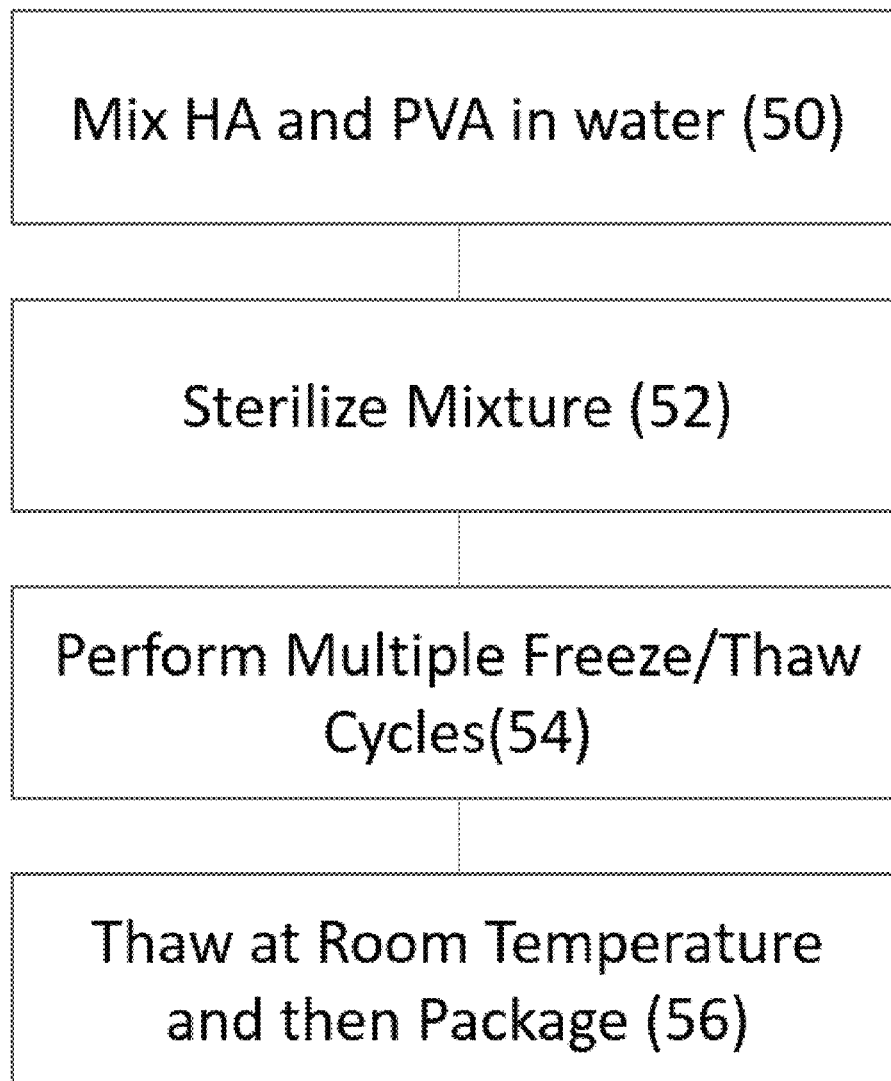 Mix HA and PVA in water (50)
Sterilize Mixture (52)
Perform Multiple Freeze/Thaw
Cycles(54)
Thaw at Room Temperature
and then Package (56)